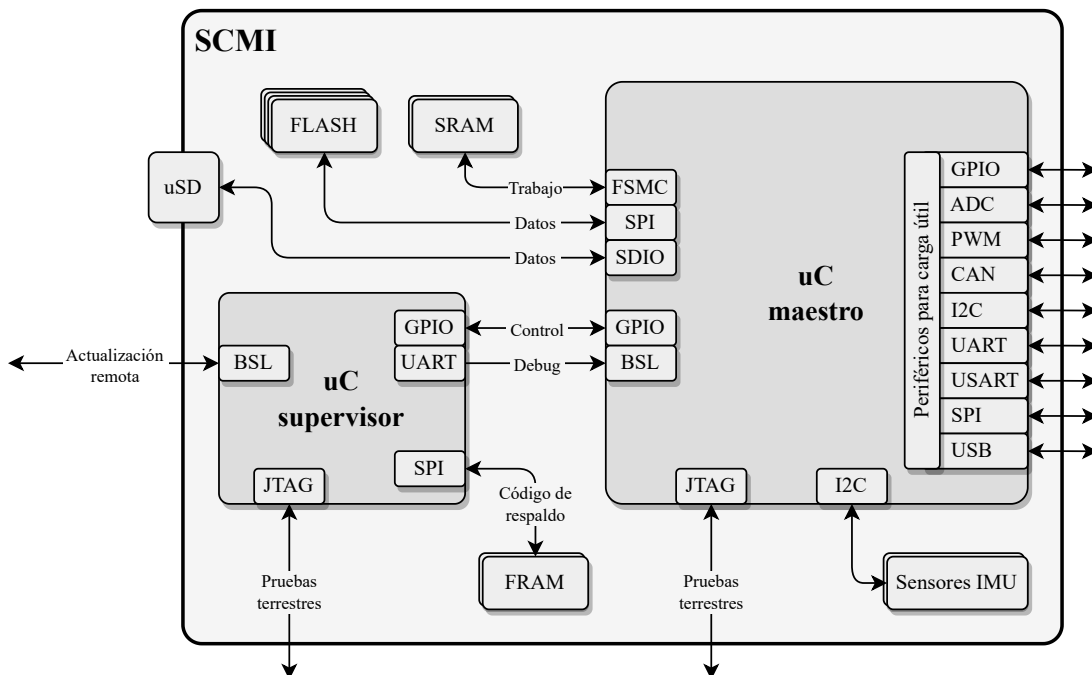 SCMI
FLASH
SRAM
uSD
Trabajo
Datos
Datos
FSMC
SPI
SDIO
GPIO
BSL
uC
maestro
Periféricos para carga útil
GPIO
ADC
PWM
CAN
I2C
UART
USART
SPI
USB
Actualización
remota
BSL
GPIO
UART
Control
Debug
uC
supervisor
SPI
JTAG
Código de
respaldo
FRAM
JTAG
I2C
Pruebas
terrestres
Pruebas
terrestres
Sensores IMU